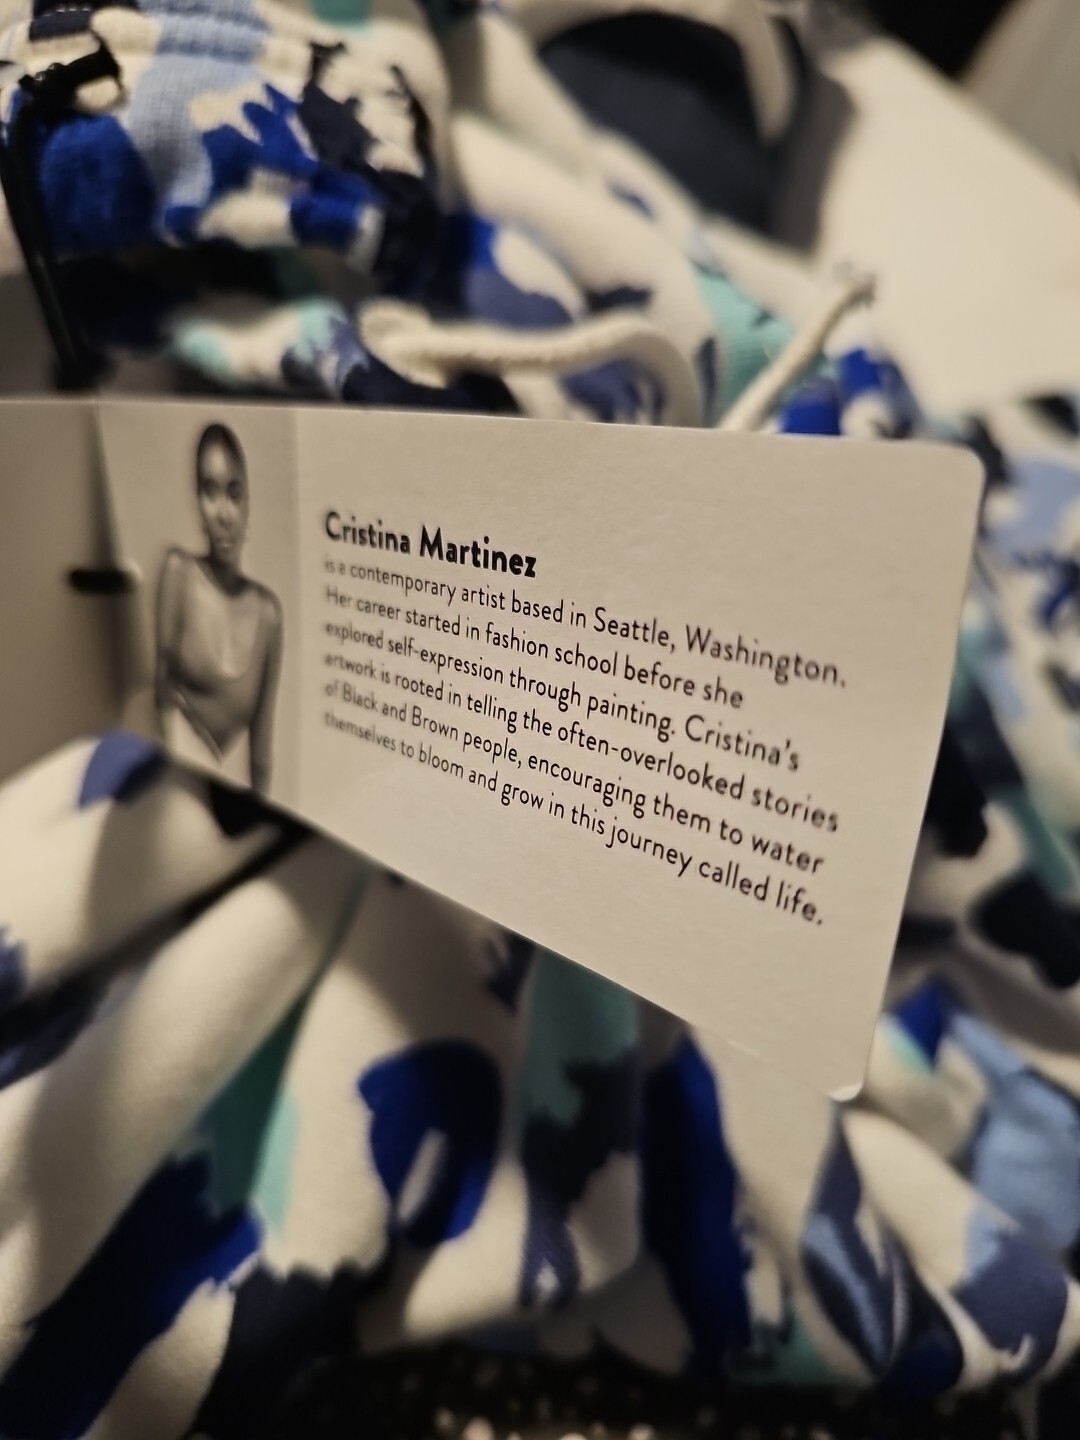 Cristina Martinez
is a contemporary artist based in Seattle, Washington.
Her career started in fashion school before she
explored self-expression through painting. Cristina's
artwork is rooted in telling the often-overlooked stories
of Black and Brown people, encouraging them to water
themselves to bloom and grow in this journey called life.